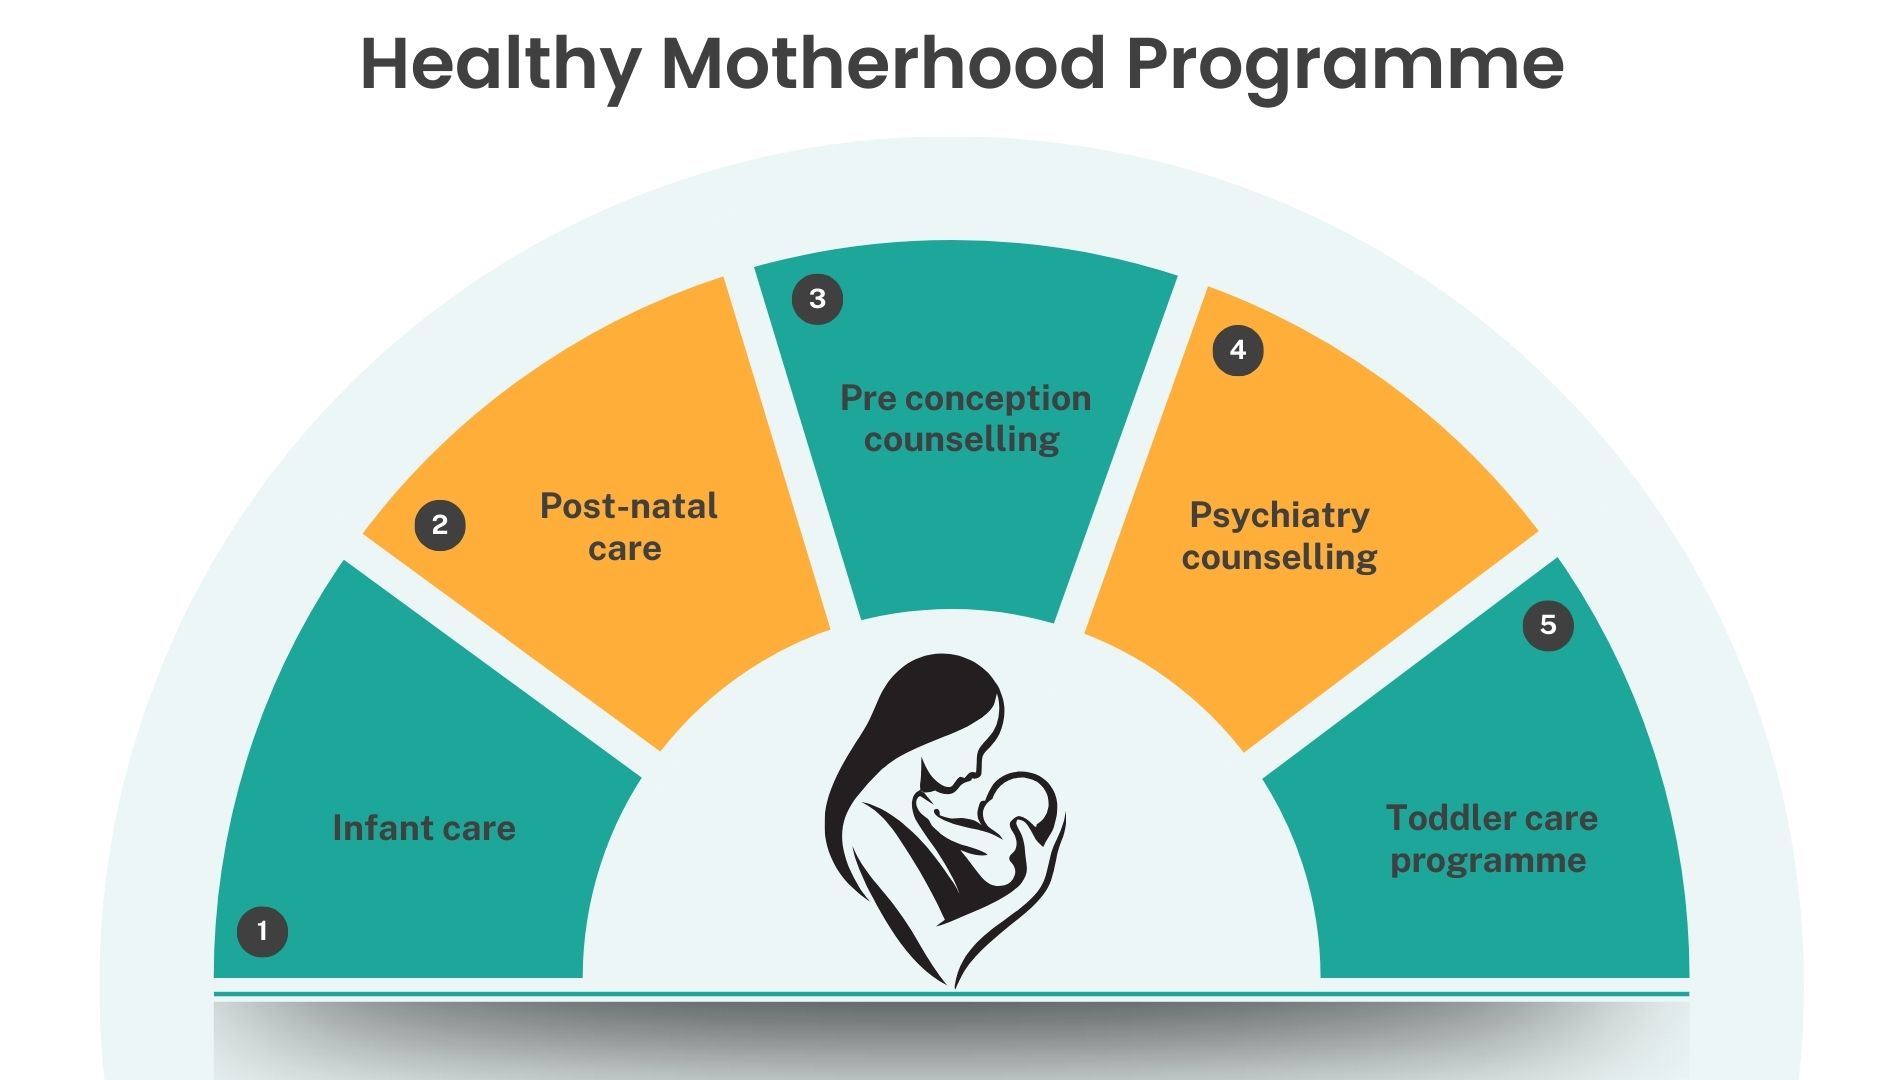 Healthy Motherhood Programme
1
Infant care
2
Post-natal
care
3
Pre conception
counselling
4
Psychiatry
counselling
5
Toddler care
programme